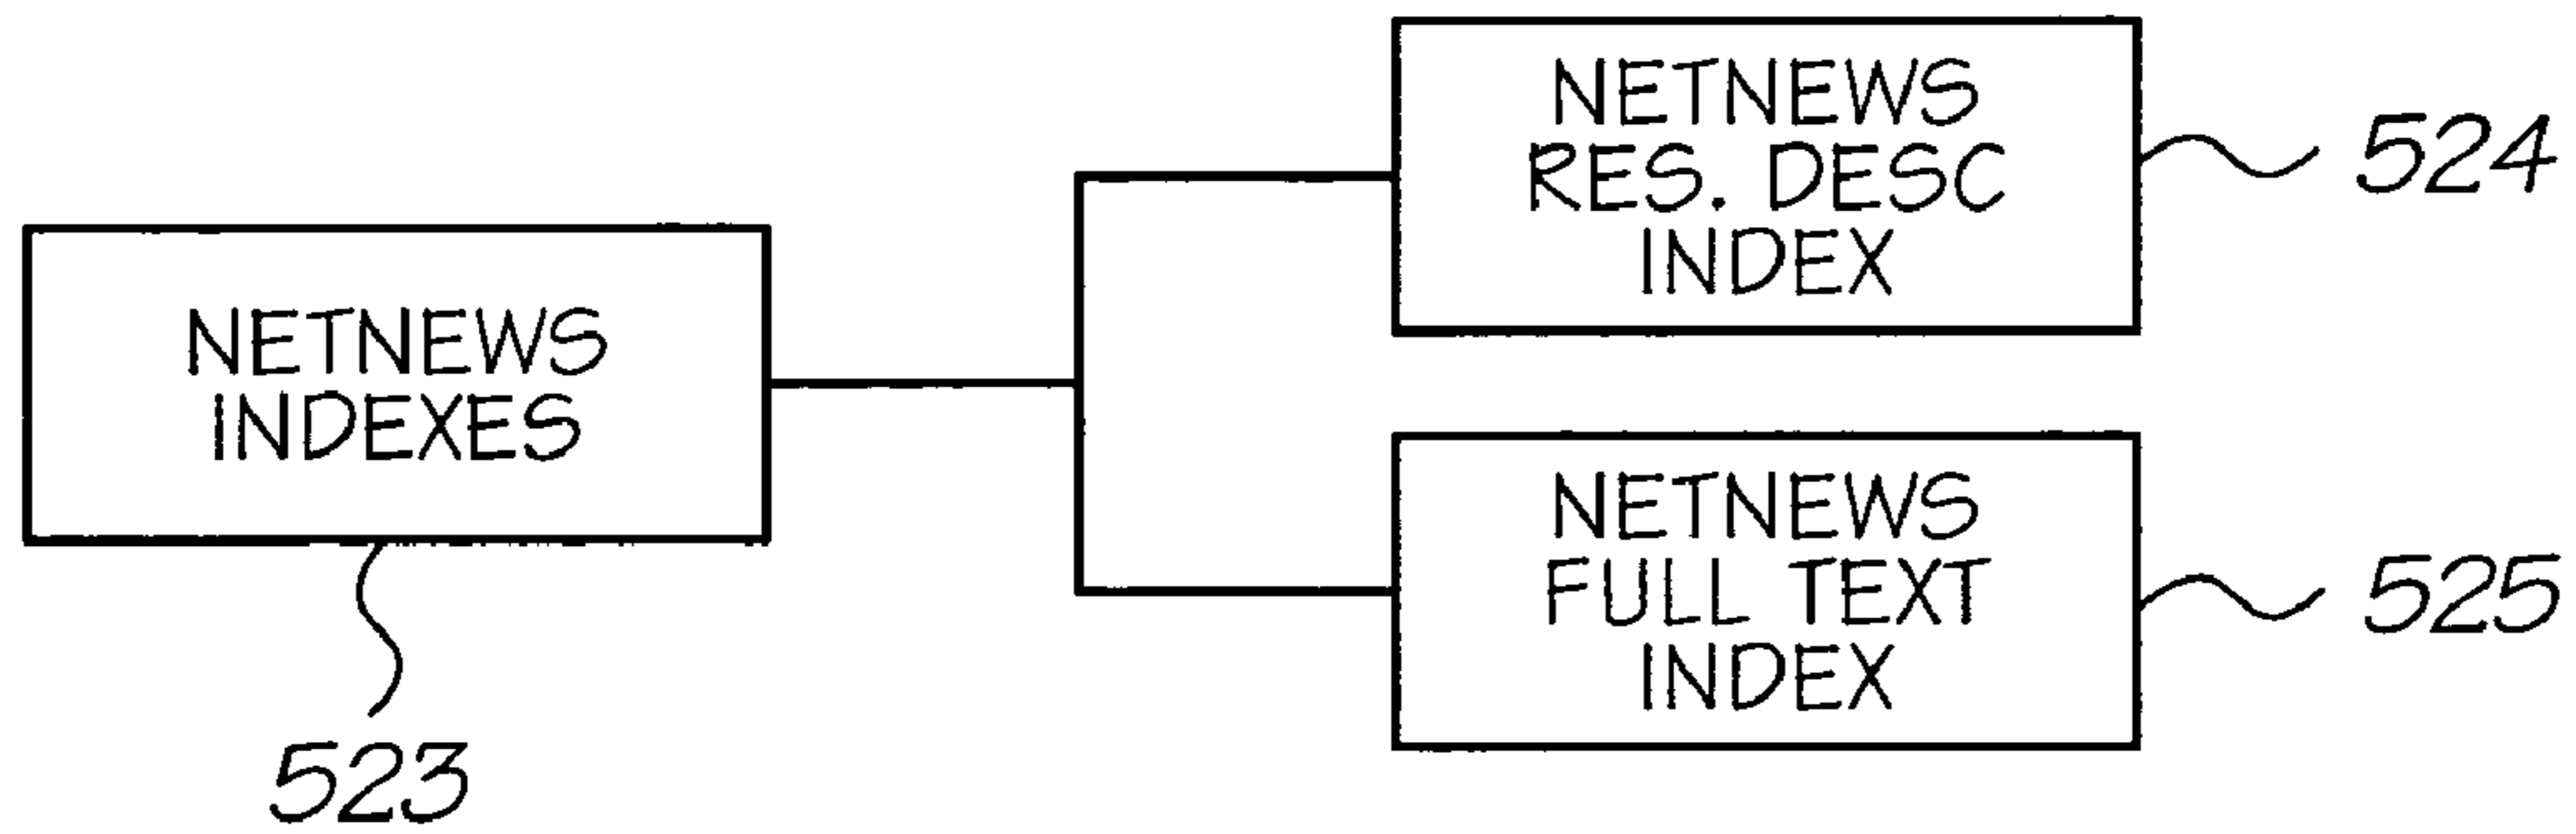 NETNEWS
INDEXES
523
NETNEWS
RES. DESC
INDEX
524
NETNEWS
FULL TEXT
INDEX
525